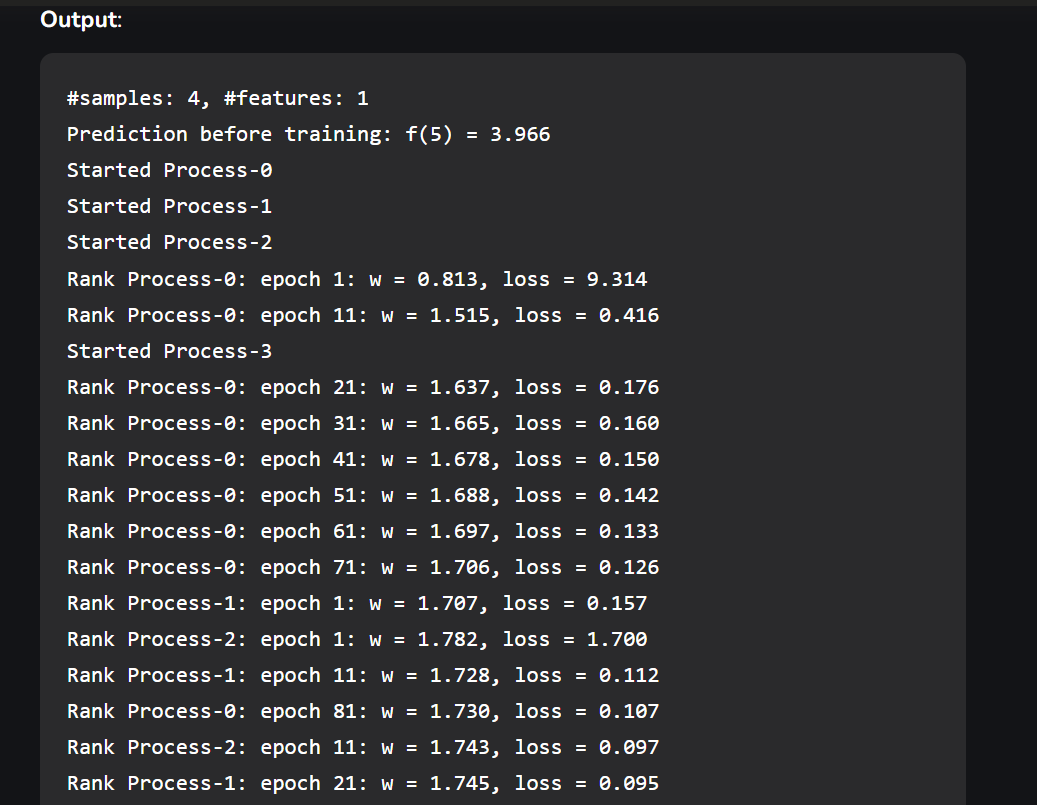 Output:
#samples: 4, #features: 1
Prediction before training: f(5) = 3.966
Started Process-0
Started Process-1
Started Process-2
Rank Process-0: epoch 1: w = 0.813, loss = 9.314
Rank Process-0: epoch 11: w = 1.515, loss = 0.416
Started Process-3
Rank Process-0: epoch 21: w = 1.637, loss = 0.176
Rank Process-0: epoch 31: w = 1.665, loss = 0.160
Rank Process-0: epoch 41: w = 1.678, loss = 0.150
Rank Process-0: epoch 51: w = 1.688, loss = 0.142
Rank Process-0: epoch 61: w = 1.697, loss = 0.133
Rank Process-0: epoch 71: w = 1.706, loss = 0.126
Rank Process-1: epoch 1: w = 1.707, loss = 0.157
Rank Process-2: epoch 1: w = 1.782, loss = 1.700
Rank Process-1: epoch 11: w = 1.728, loss = 0.112
Rank Process-0: epoch 81: w = 1.730, loss = 0.107
Rank Process-2: epoch 11: w = 1.743, loss = 0.097
Rank Process-1: epoch 21: w = 1.745, loss = 0.095